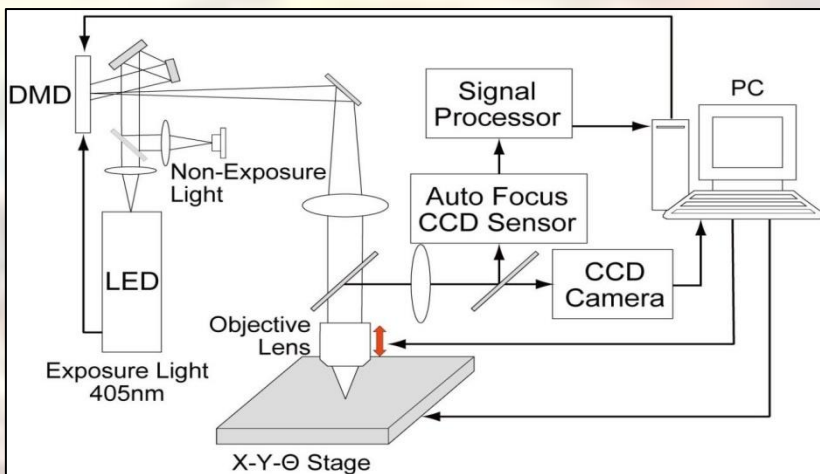 DMD
Non-Exposure
Light
LED
Exposure Light
405nm
Signal
Processor
PC
Auto Focus
CCD Sensor
CCD
Camera
Objective
Lens
X-Y-Θ Stage